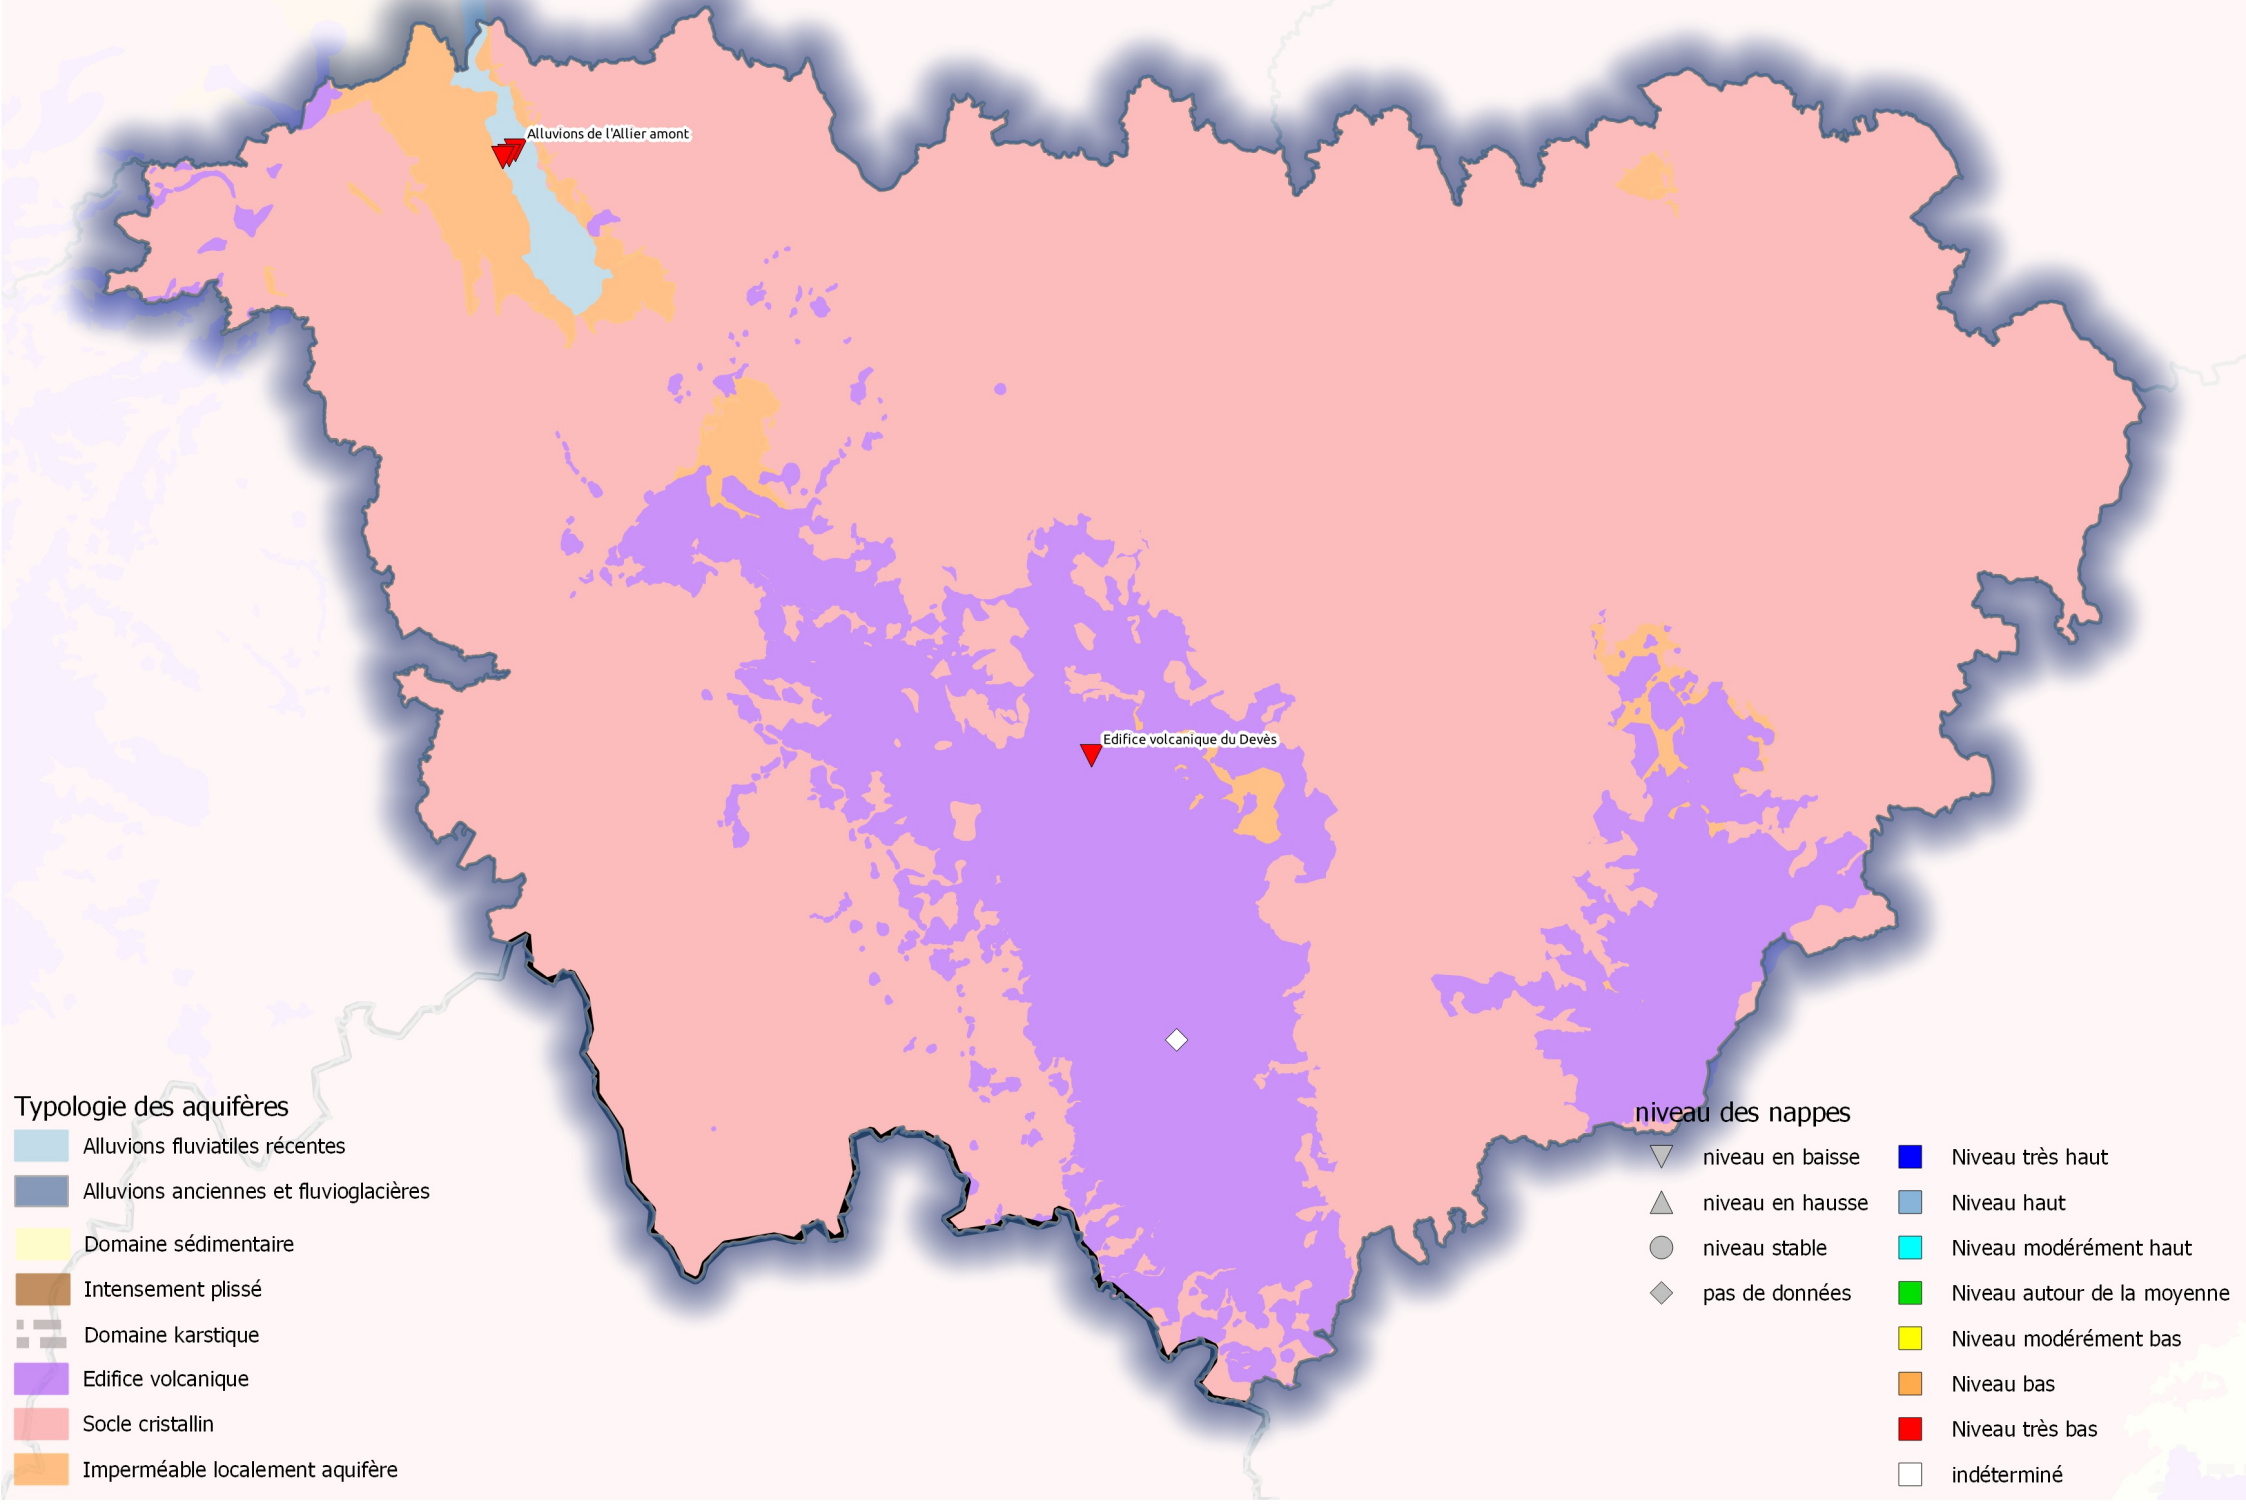 Alluvions de l'Allier amont
Edifice volcanique du Devès
Typologie des aquifères
Alluvions fluviatiles récentes
Alluvions anciennes et fluvioglacières
Domaine sédimentaire
Intensement plissé
Domaine karstique
Edifice volcanique
Socle cristallin
Imperméable localement aquifère
niveau des nappes
niveau en baisse
niveau en hausse
niveau stable
pas de données
Niveau très haut
Niveau haut
Niveau modérément haut
Niveau autour de la moyenne
Niveau modérément bas
Niveau bas
Niveau très bas
indéterminé